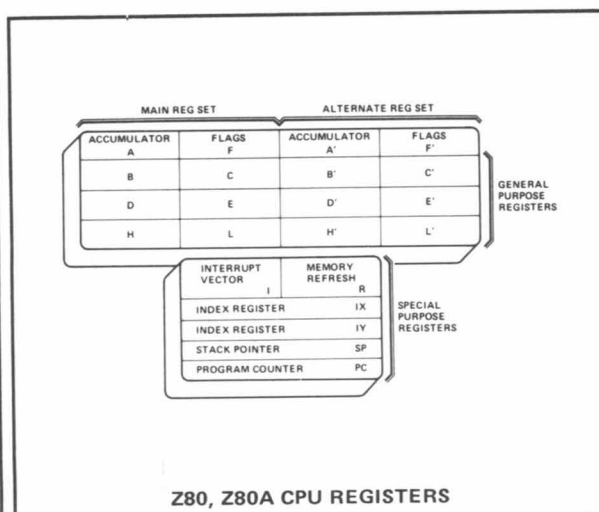 MAIN REG SET ALTERNATE REG SET
ACCUMULATOR FLAGS ACCUMULATOR FLAGS
A F A' F'
B C B' C'
D E D' E'
H L H' L'
GENERAL
PURPOSE
REGISTERS
INTERRUPT MEMORY
VECTOR REFRESH
I R
INDEX REGISTER IX
INDEX REGISTER IY
STACK POINTER SP
PROGRAM COUNTER PC
SPECIAL
PURPOSE
REGISTERS
Z80, Z80A CPU REGISTERS